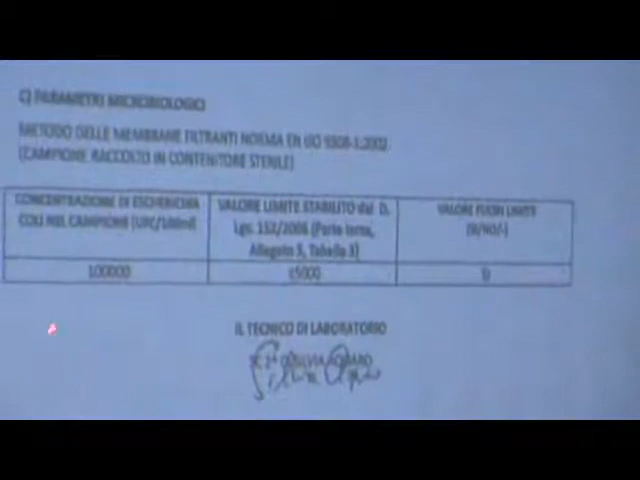 C) PARAMETRI MICROBIOLOGICI
METODO DELLE MEMBRANE FILTRANTI NORMA EN ISO 9308-1:2002
(CAMPIONE RACCOLTO IN CONTENITORE STERILE)
CONCENTRAZIONE DI ESCHERICHIA
COLI NEL CAMPIONE (UFC/100ml)
VALORE LIMITE STABILITO dal D.
Lgs. 152/2006 (Parte terza,
Allegato 5, Tabella 3)
VALORE FUORI LIMITE
(SI/NO/-)
100000
≤5000
SI
IL TECNICO DI LABORATORIO